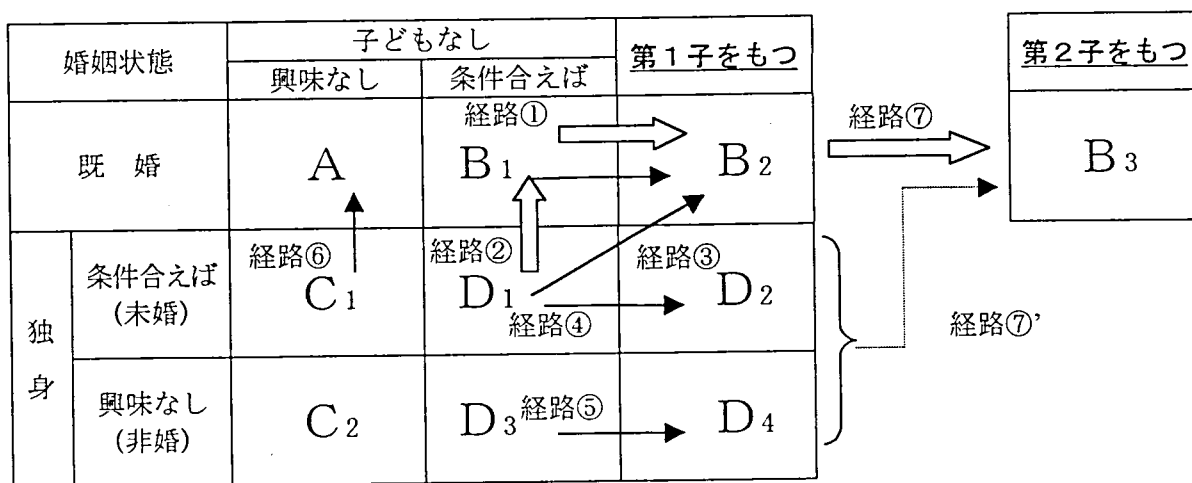 婚姻状態
子どもなし
興味なし
条件合えば
第1子をもつ
第2子をもつ
既 婚
A
経路①
B1
B2
経路⑦
B3
独身
条件合えば
(未婚)
経路⑥
C1
経路②
D1
経路④
経路③
D2
経路⑦’
興味なし
(非婚)
C2
D3
経路⑤
D4